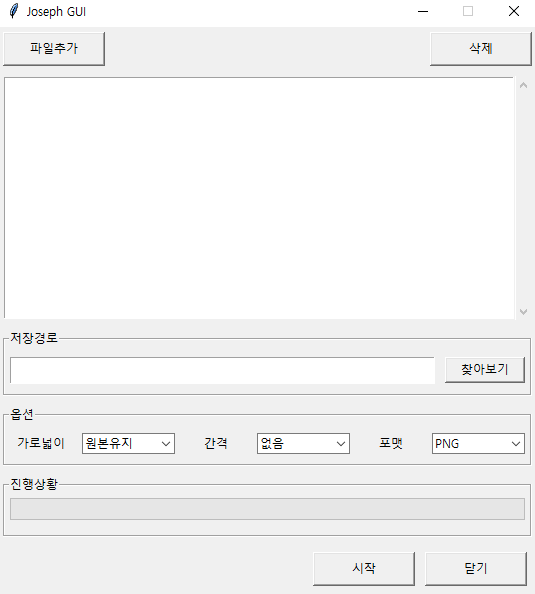 Joseph GUI
파일추가 삭제
저장경로
찾아보기
옵션
가로넓이 원본유지 간격 없음 포맷 PNG
진행상황
시작 닫기